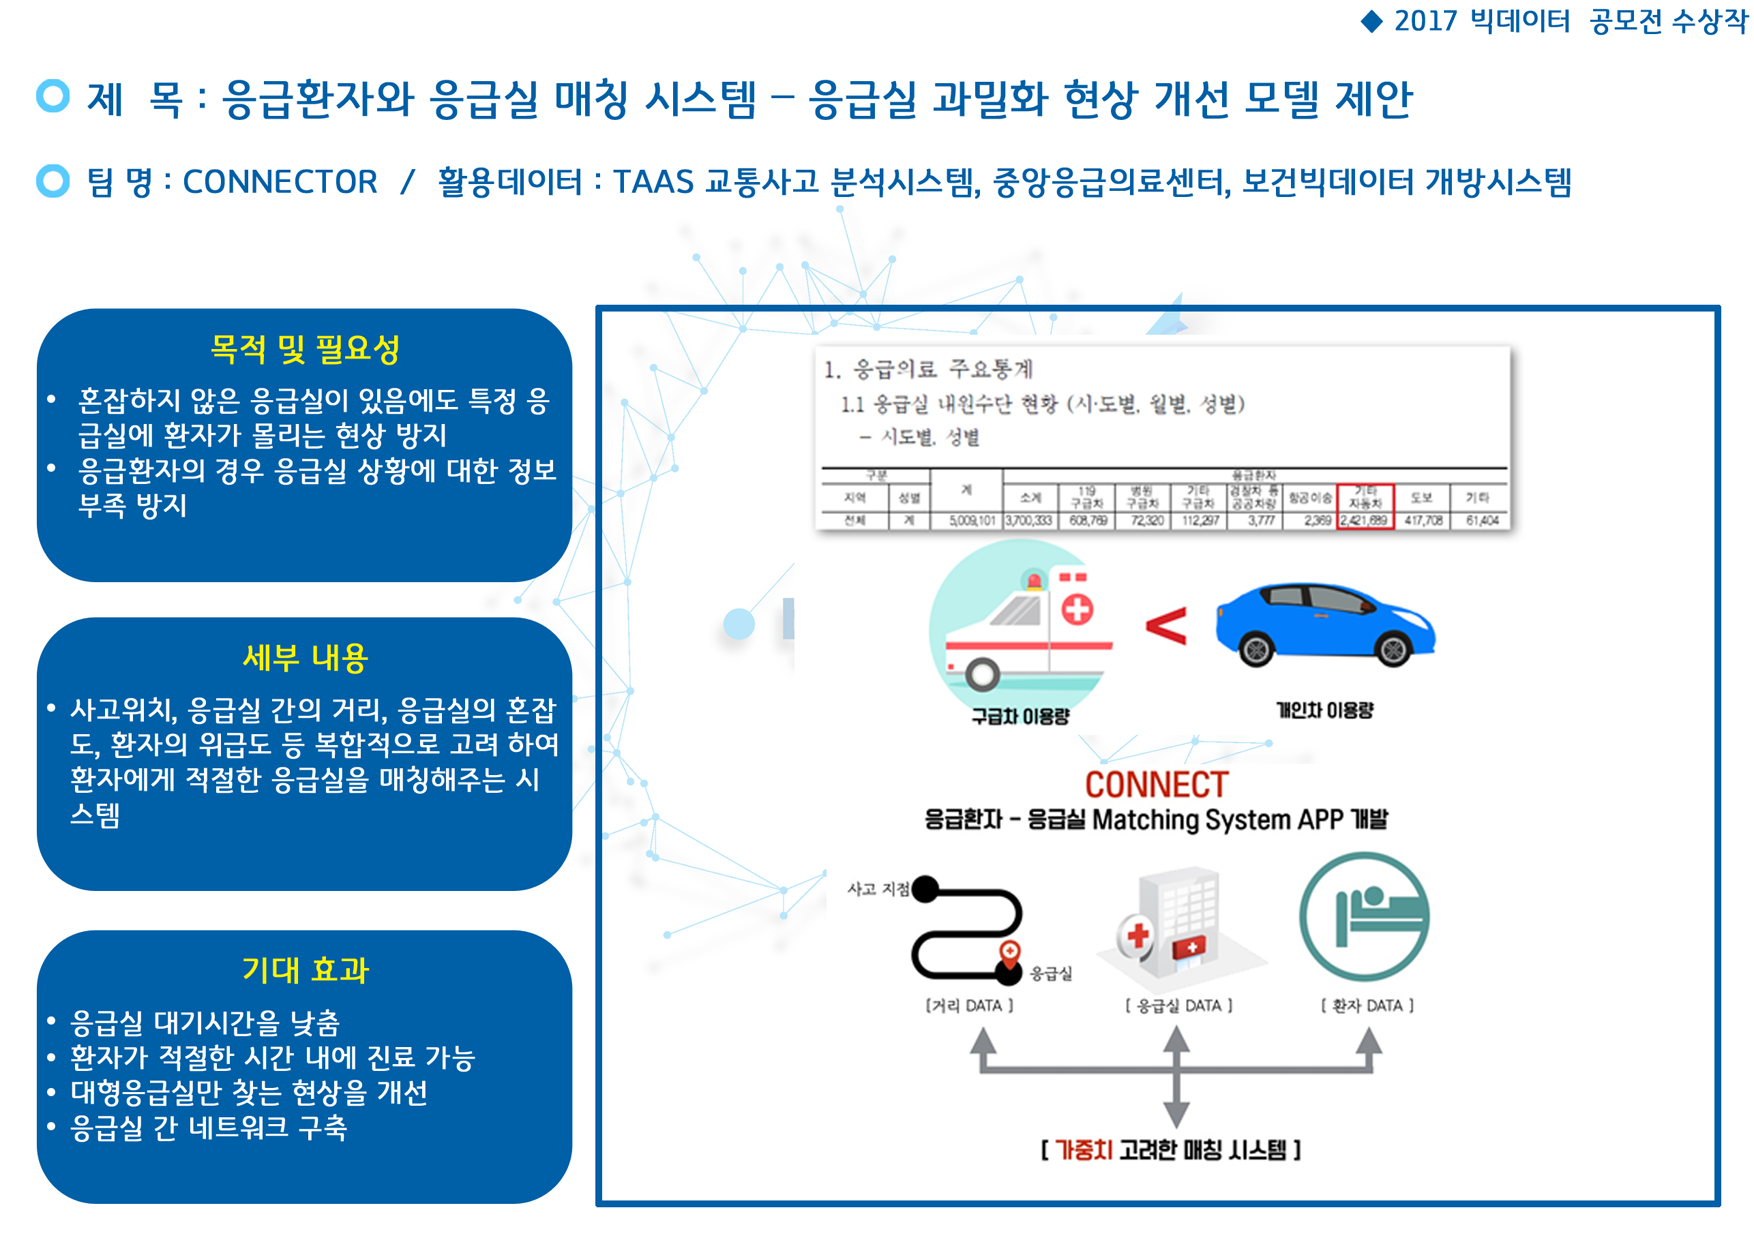 ◆ 2017 빅데이터 공모전 수상작
제 목 : 응급환자와 응급실 매칭 시스템 – 응급실 과밀화 현상 개선 모델 제안
팀 명 : CONNECTOR / 활용데이터 : TAAS 교통사고 분석시스템, 중앙응급의료센터, 보건빅데이터 개방시스템
목적 및 필요성
• 혼잡하지 않은 응급실이 있음에도 특정 응
급실에 환자가 몰리는 현상 방지
• 응급환자의 경우 응급실 상황에 대한 정보
부족 방지
세부 내용
• 사고위치, 응급실 간의 거리, 응급실의 혼잡
도, 환자의 위급도 등 복합적으로 고려 하여
환자에게 적절한 응급실을 매칭해주는 시
스템
기대 효과
• 응급실 대기시간을 낮춤
• 환자가 적절한 시간 내에 진료 가능
• 대형응급실만 찾는 현상을 개선
• 응급실 간 네트워크 구축
1. 응급의료 주요통계
1.1 응급실 내원수단 현황 (시·도별, 월별, 성별)
– 시도별, 성별
구분 계 응급환자
지역 성별 소계 119 구급차 병원 구급차 기타 구급차 경찰차 등 공공차량 항공이송 기타 자동차 도보 기타
전체 계 5,009,101 3,700,333 608,769 72,320 112,297 3,777 2,369 2,421,689 417,708 61,404
<
구급차 이용량
개인차 이용량
CONNECT
응급환자 – 응급실 Matching System APP 개발
사고 지점
응급실
[거리 DATA ]
[ 응급실 DATA ]
[ 환자 DATA ]
[ 가중치 고려한 매칭 시스템 ]